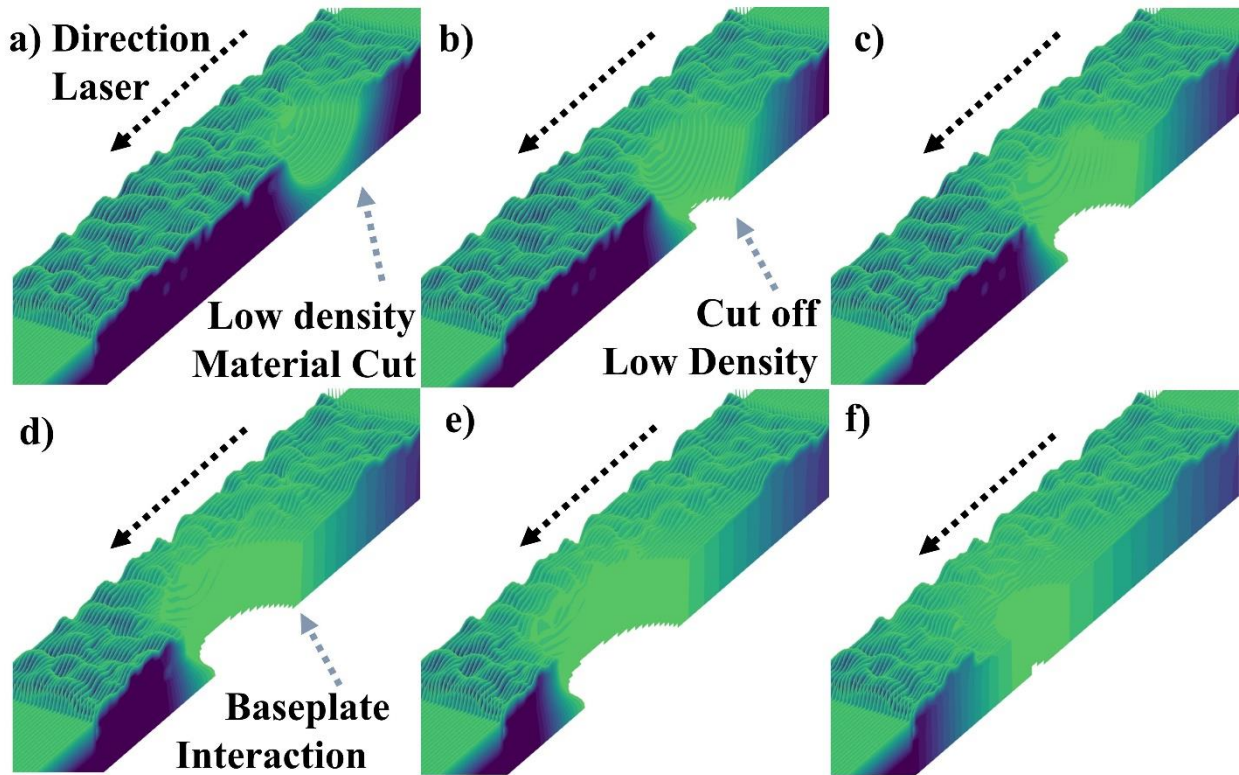 a) Direction
Laser
b)
c)
Low density
Material Cut
Cut off
Low Density
d)
e)
f)
Baseplate
Interaction